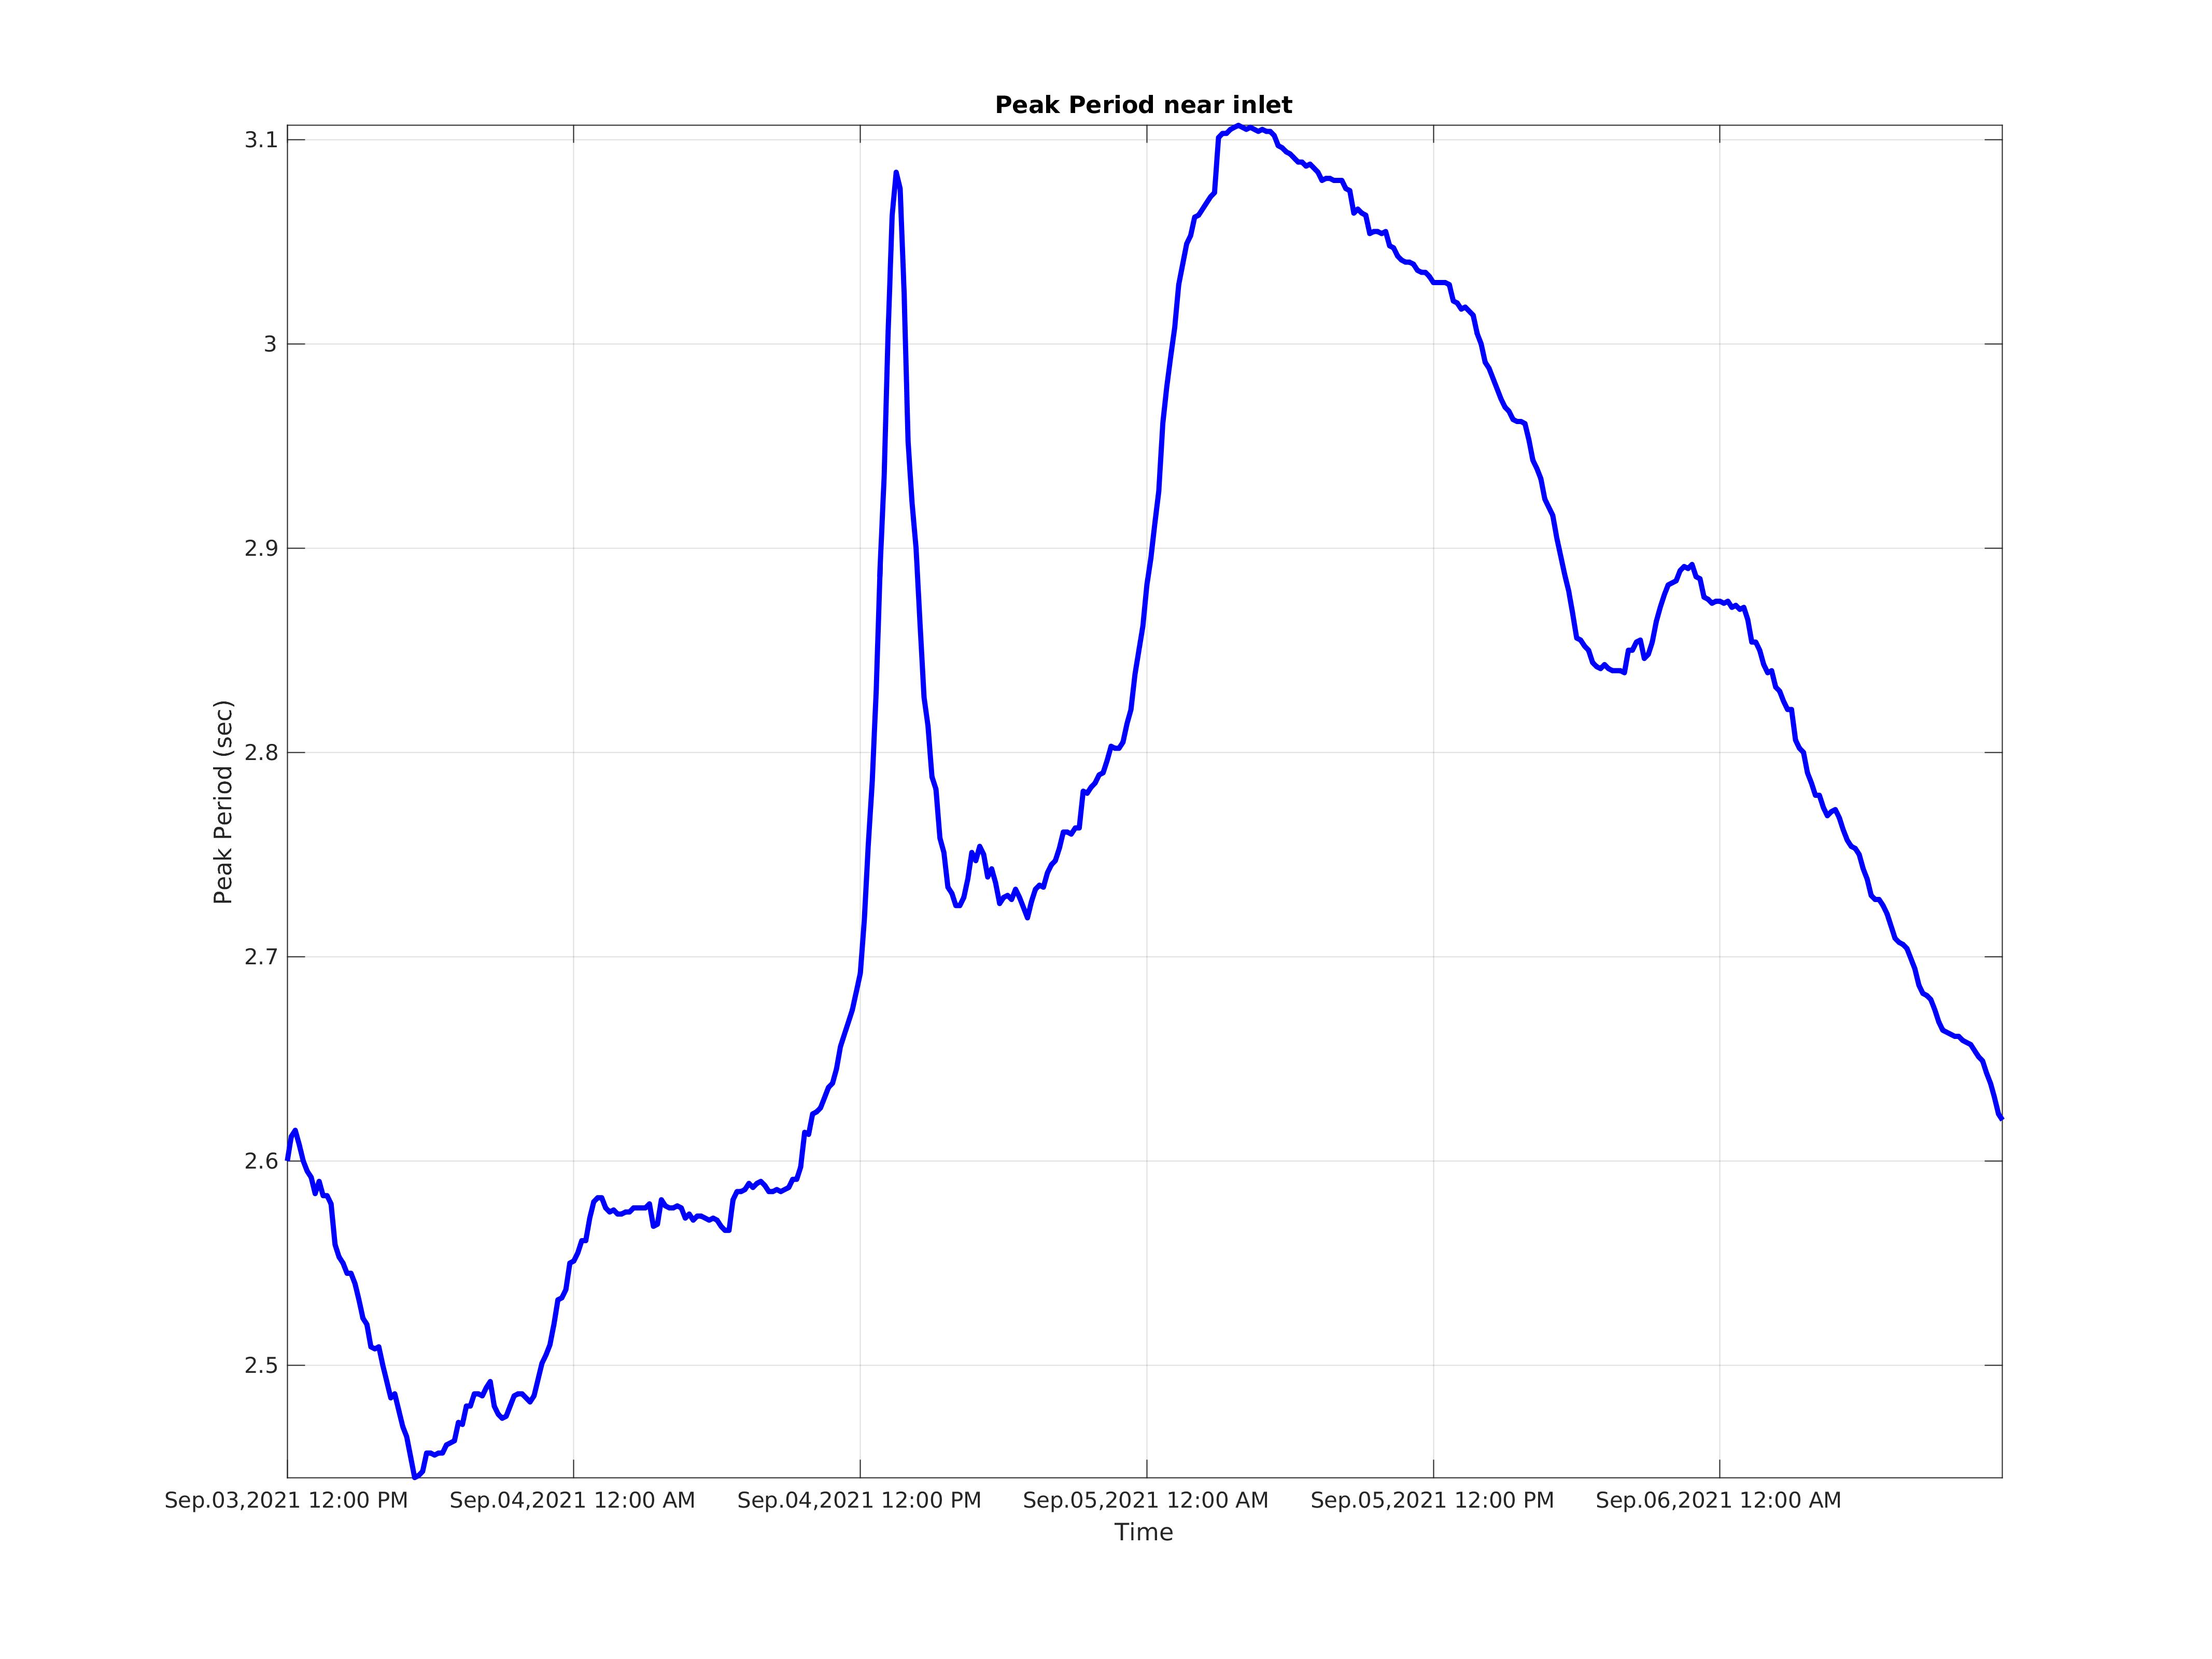 Peak Period near inlet
3.1
3
2.9
2.8
2.7
2.6
2.5
Peak Period (sec)
Sep.03,2021 12:00 PM
Sep.04,2021 12:00 AM
Sep.04,2021 12:00 PM
Sep.05,2021 12:00 AM
Sep.05,2021 12:00 PM
Sep.06,2021 12:00 AM
Time